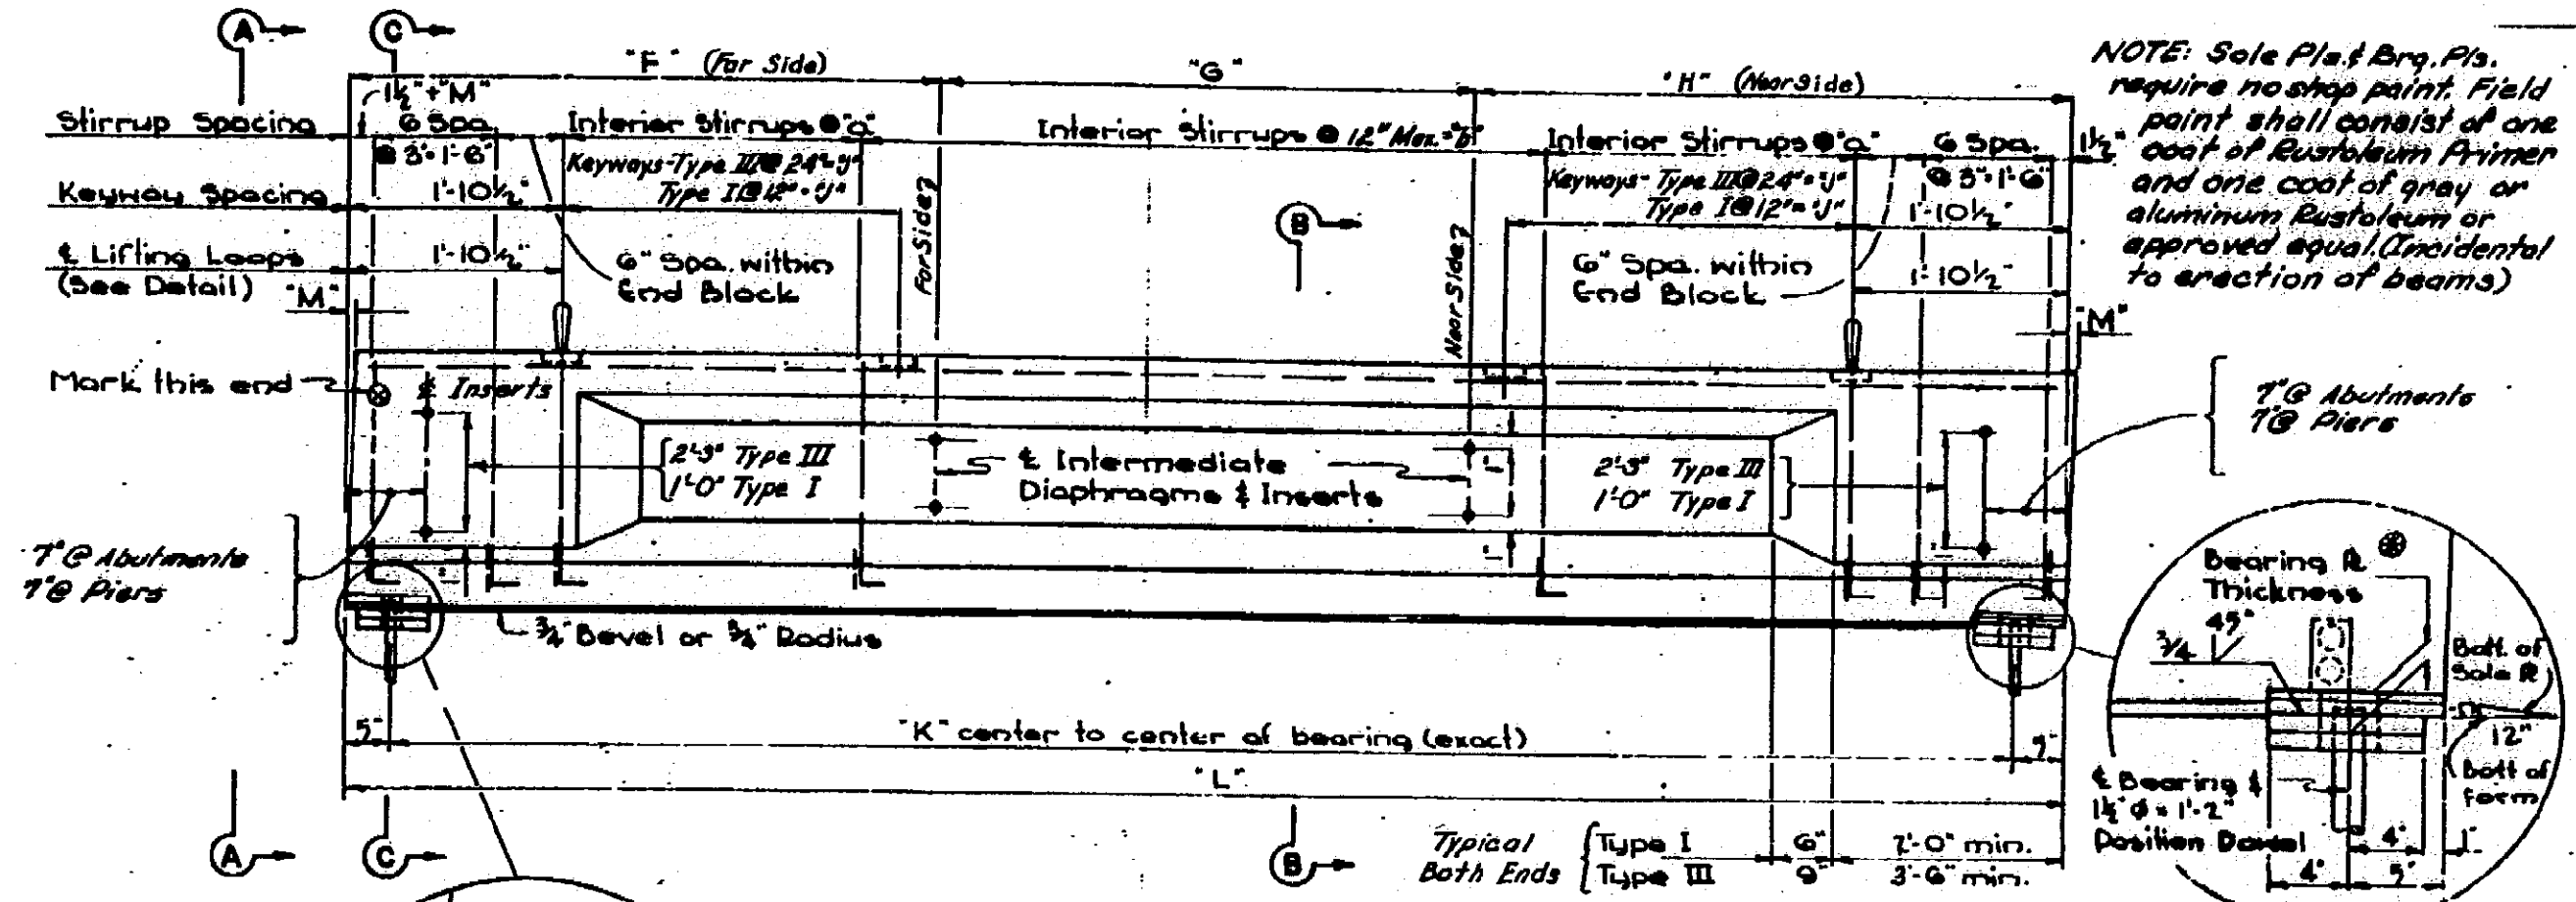 A
C
"F" (Far Side)
"G"
"H" (Near Side)
NOTE: Sole Pls. & Brg. Pls.
require no shop paint. Field
paint shall consist of one
coat of Rustoleum Primer
and one coat of gray or
aluminum Rustoleum or
approved equal. (Incidental
to erection of beams)
1½"+"M"
Stirrup Spacing
6 Spa.
@ 3"=1'-6"
Interior Stirrups @ "a"
Interior Stirrups @ 12" Max.="b"
Interior Stirrups @ "a"
6 Spa.
@ 3"=1'-6"
1½"
Keyways-Type III @ 24"="J"
Type I @ 12"="J"
Keyways-Type III @ 24"="J"
Type I @ 12"="J"
Keyway Spacing
1'-10½"
1'-10½"
B
Far Side
Near Side
℄ Lifting Loops
(See Detail)
1'-10½"
1'-10½"
"M"
6" Spa. within
End Block
6" Spa. within
End Block
"M"
Mark this end
℄ Inserts
7" @ Abutments
7" @ Piers
2'-3" Type III
1'-0" Type I
℄ Intermediate
Diaphragms & Inserts
2'-3" Type III
1'-0" Type I
7" @ Abutments
7" @ Piers
¾" Bevel or ¾" Radius
Bearing ℞
Thickness
45°
3/4
Bott. of
Sole ℞
12"
Bott of
form
℄ Bearing &
1½" ϕ x 1'-2"
Position Dowel
4"
1"
4"
5"
5"
"K" center to center of bearing (exact)
5"
"L"
A
C
B
Typical
Both Ends
Type I
6"
2'-0" min.
Type III
9"
3'-6" min.